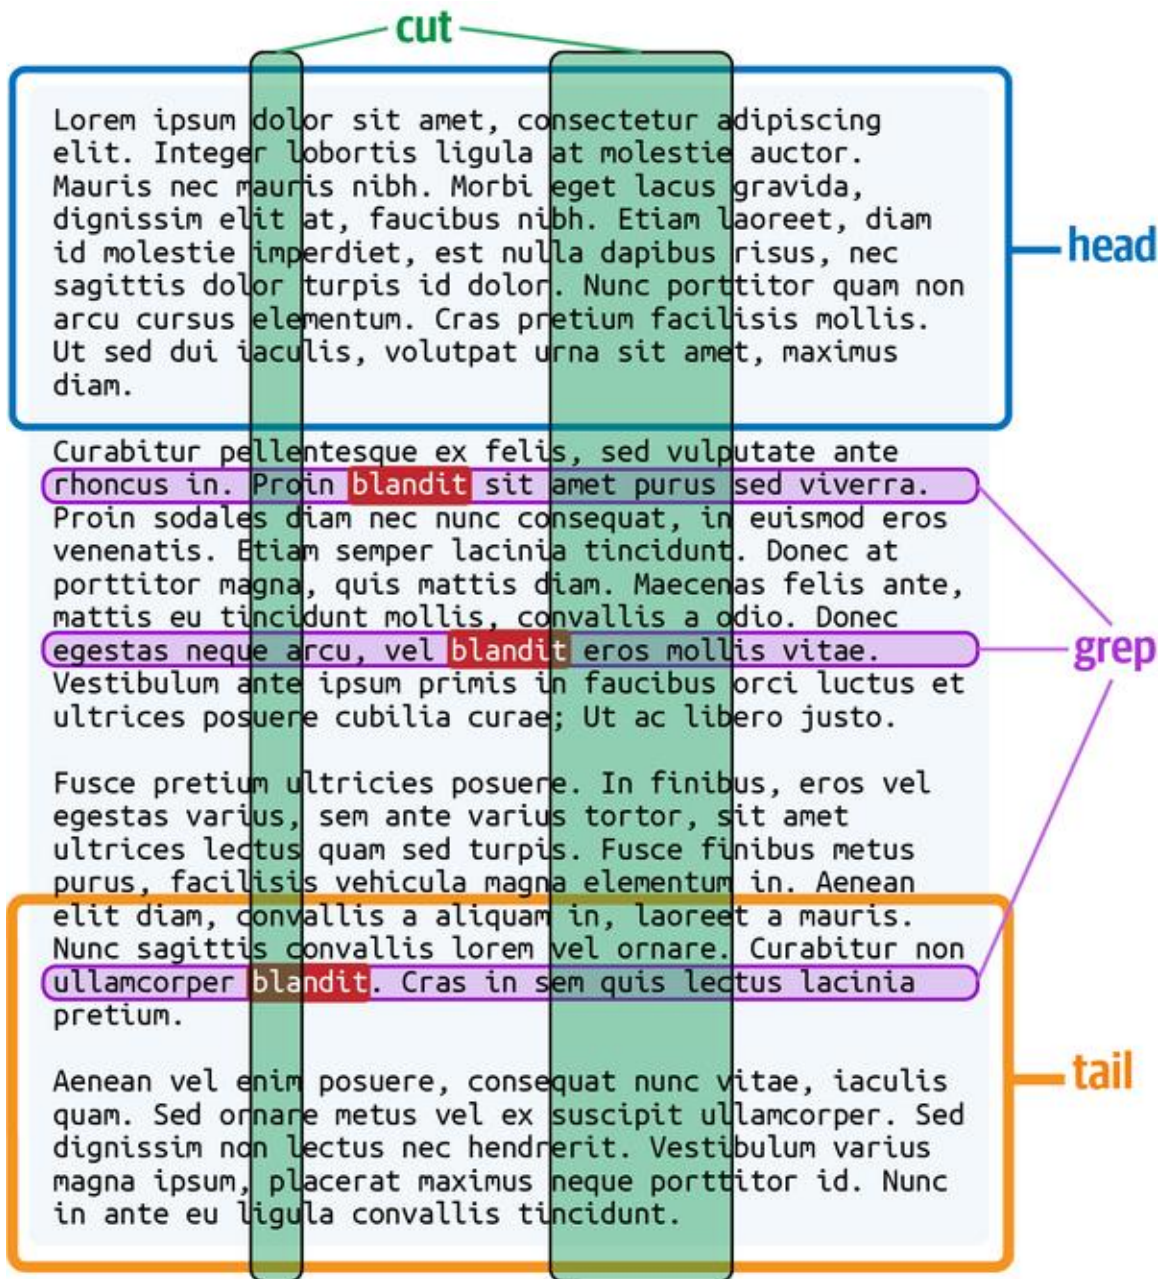 cut
Lorem ipsum dolor sit amet, consectetur adipiscing
elit. Integer lobortis ligula at molestie auctor.
Mauris nec mauris nibh. Morbi eget lacus gravida,
dignissim elit at, faucibus nibh. Etiam laoreet, diam
id molestie imperdiet, est nulla dapibus risus, nec
head
sagittis dolor turpis id dolor. Nunc porttitor quam non
arcu cursus elementum. Cras pretium facilisis mollis.
Ut sed dui iaculis, volutpat urna sit amet, maximus
diam.
Curabitur pellentesque ex felis, sed vulputate ante
rhoncus in. Proin blandit sit amet purus sed viverra.
Proin sodales diam nec nunc consequat, in euismod eros
venenatis. Etiam semper lacinia tincidunt. Donec at
porttitor magna, quis mattis diam. Maecenas felis ante,
mattis eu tincidunt mollis, convallis a odio. Donec
egestas neque arcu, vel blandit eros mollis vitae.
grep
Vestibulum ante ipsum primis in faucibus orci luctus et
ultrices posuere cubilia curae; Ut ac libero justo.
Fusce pretium ultricies posuere. In finibus, eros vel
egestas varius, sem ante varius tortor, sit amet
ultrices lectus quam sed turpis. Fusce finibus metus
purus, facilisis vehicula magna elementum in. Aenean
elit diam, convallis a aliquam in, laoreet a mauris.
Nunc sagittis convallis lorem vel ornare. Curabitur non
ullamcorper blandit. Cras in sem quis lectus lacinia
pretium.
tail
Aenean vel enim posuere, consequat nunc vitae, iaculis
quam. Sed ornare metus vel ex suscipit ullamcorper. Sed
dignissim non lectus nec hendrerit. Vestibulum varius
magna ipsum, placerat maximus neque porttitor id. Nunc
in ante eu ligula convallis tincidunt.